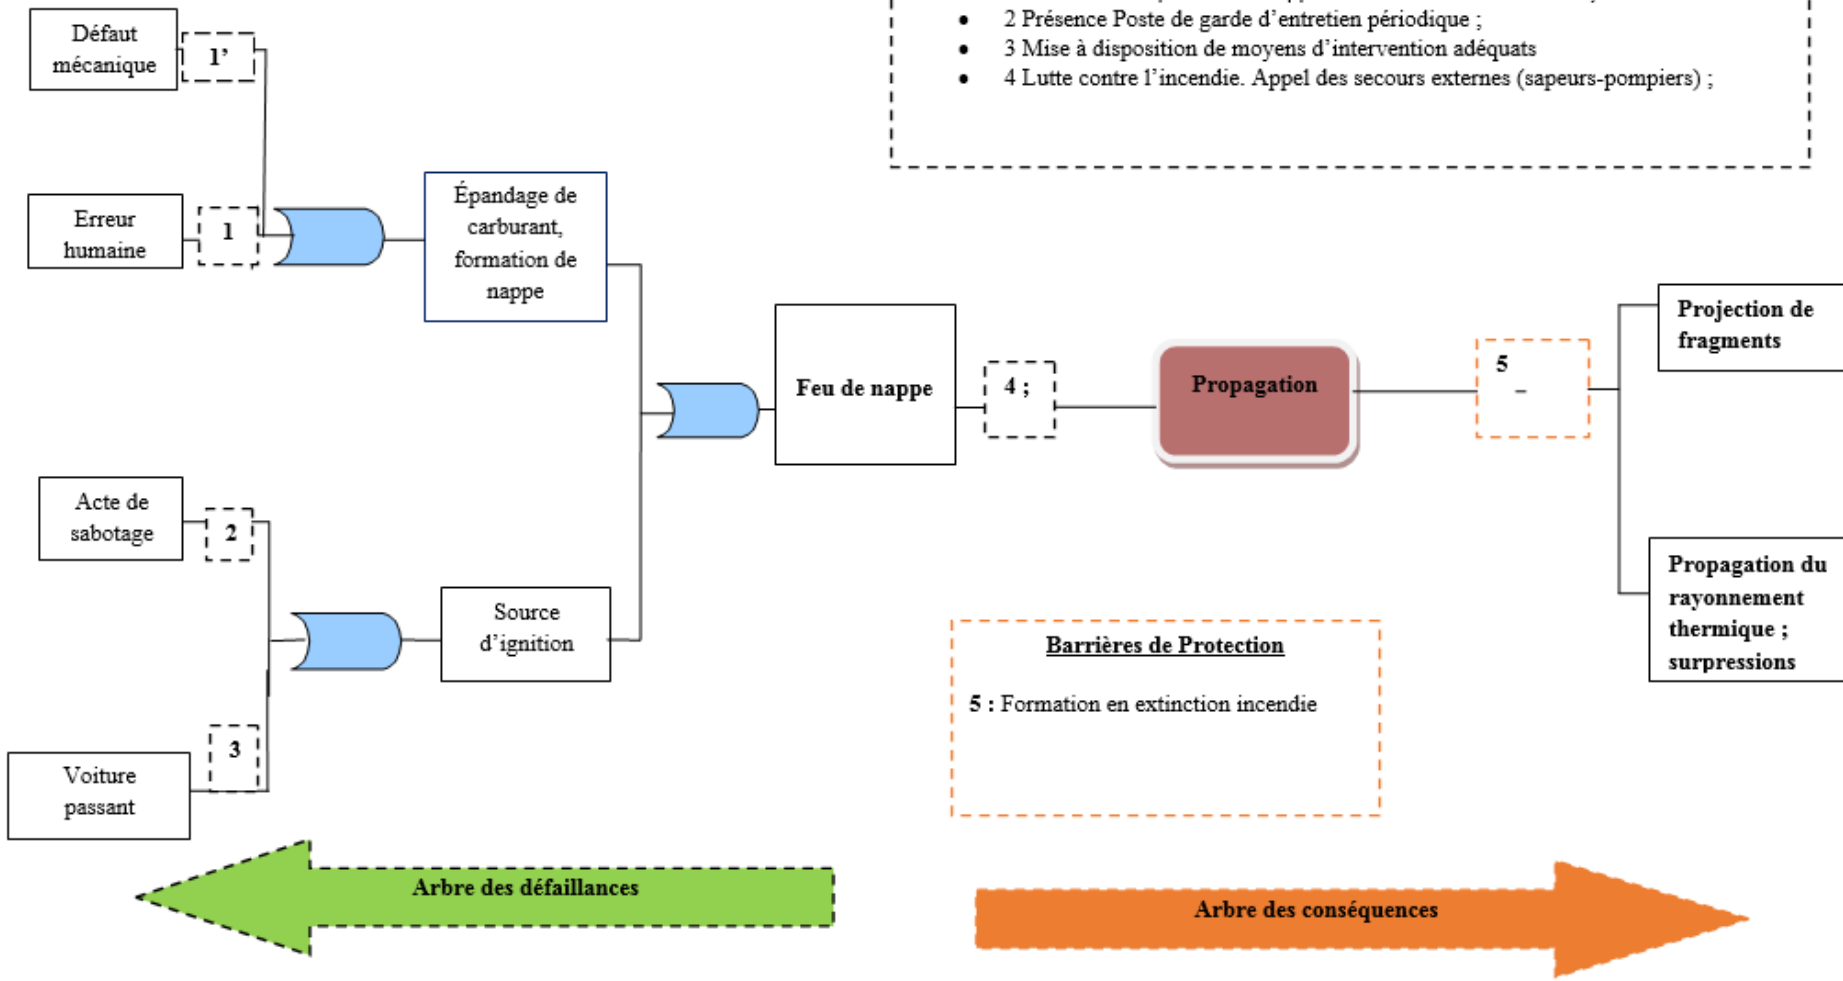 2 Présence Poste de garde d’entretien périodique ;
3 Mise à disposition de moyens d’intervention adéquats
4 Lutte contre l’incendie. Appel des secours externes (sapeurs-pompiers) ;
Défaut
mécanique
1’
Erreur
humaine
1
Épandage de
carburant,
formation de
nappe
Feu de nappe
4 ;
Propagation
5
–
Projection de
fragments
Acte de
sabotage
2
Source
d’ignition
Propagation du
rayonnement
thermique ;
surpressions
Voiture
passant
3
Barrières de Protection
5 : Formation en extinction incendie
Arbre des défaillances
Arbre des conséquences